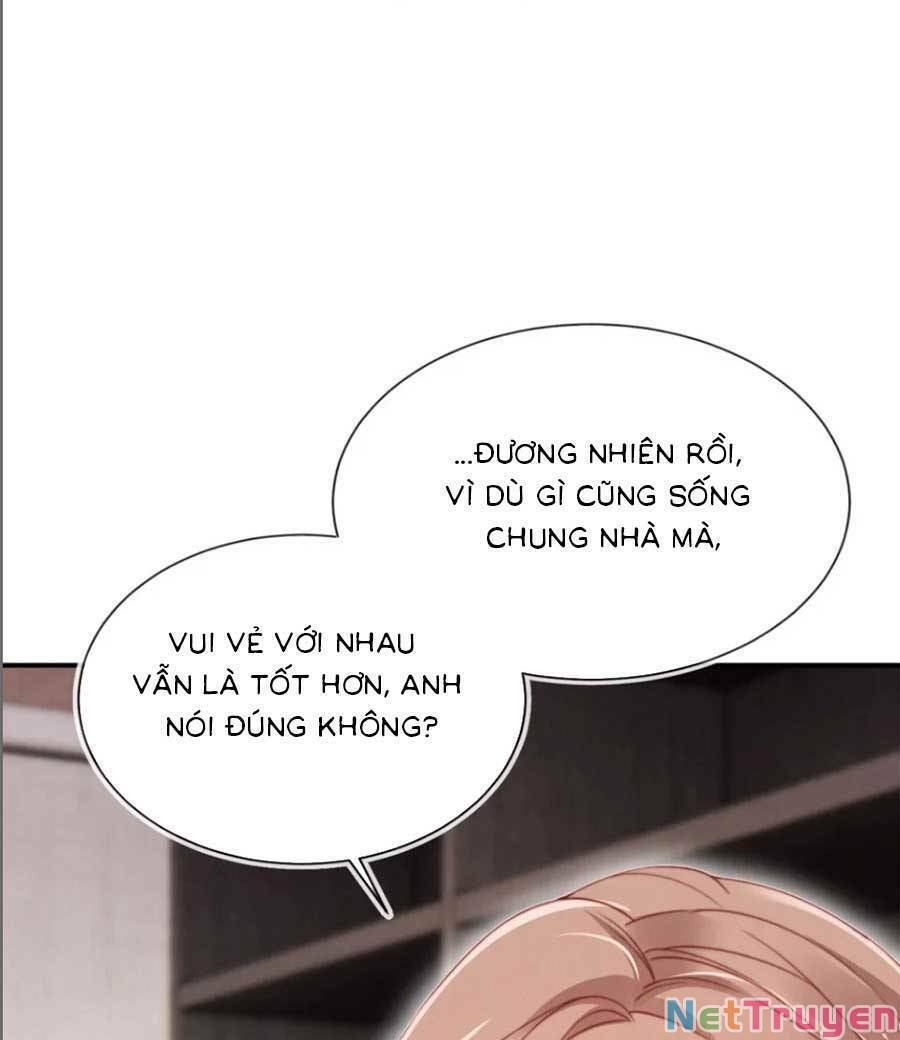 ...ĐƯƠNG NHIÊN RỒI,
VÌ DÙ GÌ CŨNG SỐNG
CHUNG NHÀ MÀ,
VUI VẺ VỚI NHAU
VẪN LÀ TỐT HƠN, ANH
NÓI ĐÚNG KHÔNG?
NetTruyen